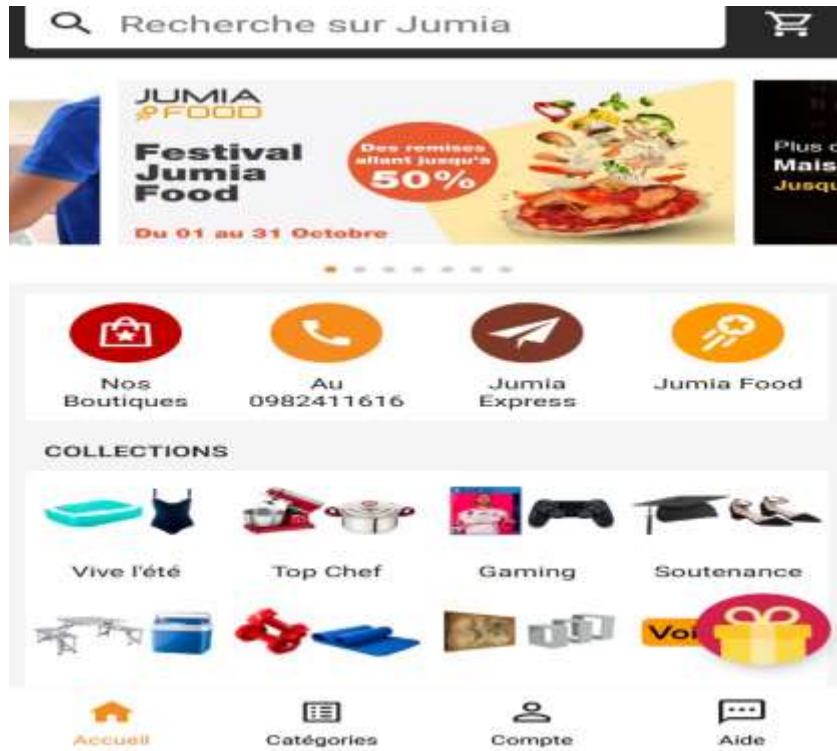 Recherche sur Jumia
JUMIA
FOOD
Festival
Jumia
Food
Du 01 au 31 Octobre
Des remises
allant jusqu'à
50%
Plus
Mais
Jusqu
Nos
Boutiques
Au
0982411616
Jumia
Express
Jumia Food
COLLECTIONS
Vive l'été
Top Chef
Gaming
Soutenance
Voi
Accueil
Catégories
Compte
Aide